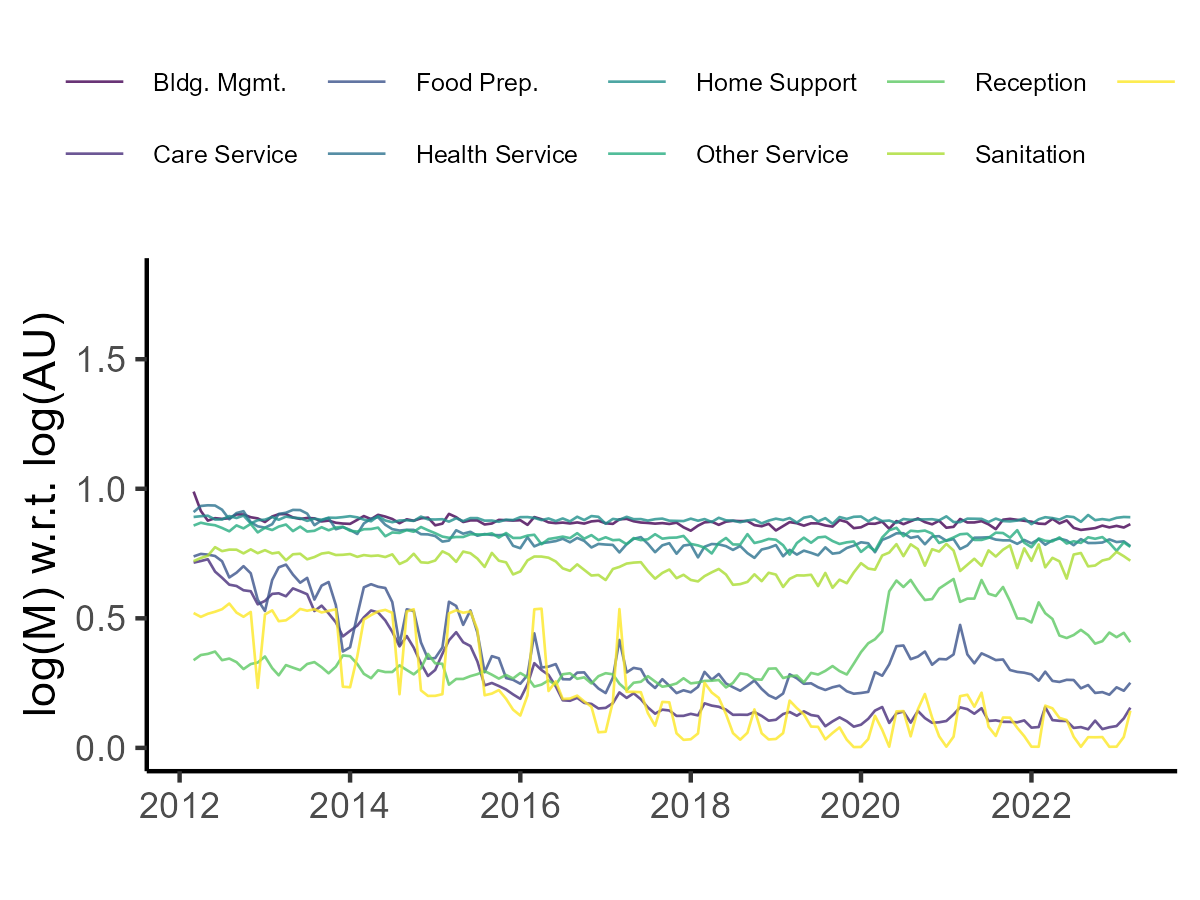 Bldg. Mgmt. Food Prep. Home Support Reception
Care Service Health Service Other Service Sanitation
log(M) w.r.t. log(AU)
1.5
1.0
0.5
0.0
2012 2014 2016 2018 2020 2022